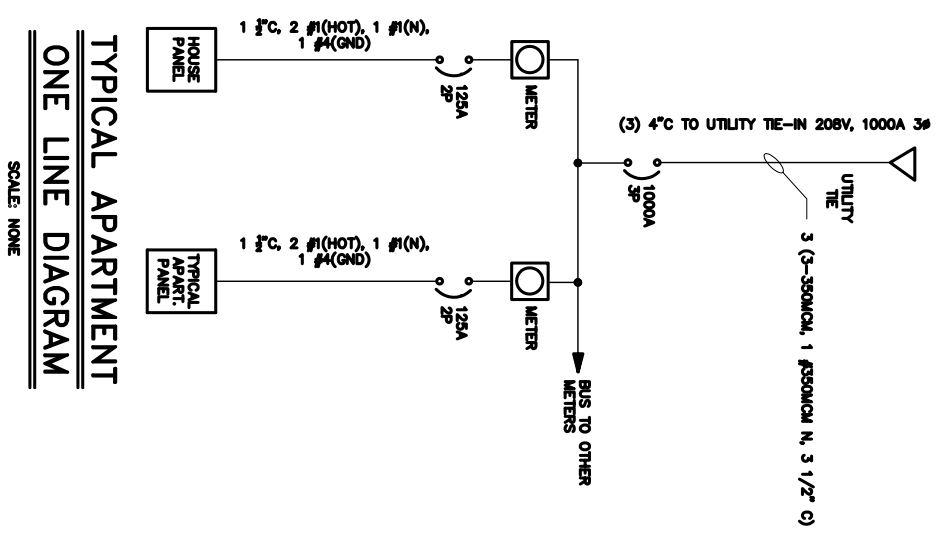 (3) 4"C TO UTILITY TIE-IN 208V, 1000A 3ø
UTILITY
TIE
3 (3-350MCM, 1 #350MCM N, 3 1/2" C)
1000A
3P
METER
METER
BUS TO OTHER
METERS
125A
2P
125A
2P
1 ½"C, 2 #1(HOT), 1 #1(N),
1 #4(GND)
1 ½"C, 2 #1(HOT), 1 #1(N),
1 #4(GND)
HOUSE
PANEL
TYPICAL
APART.
PANEL
TYPICAL APARTMENT
ONE LINE DIAGRAM
SCALE: NONE